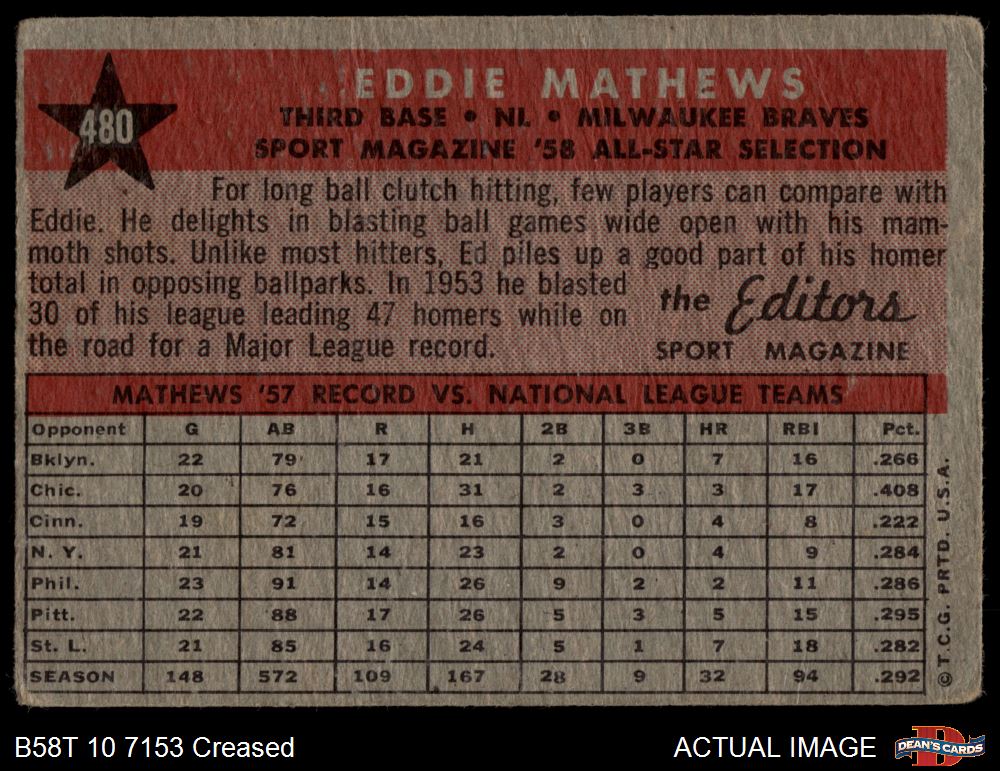 EDDIE MATHEWS
480
THIRD BASE • NL • MILWAUKEE BRAVES
SPORT MAGAZINE '58 ALL-STAR SELECTION
For long ball clutch hitting, few players can compare with
Eddie. He delights in blasting ball games wide open with his mam-
moth shots. Unlike most hitters, Ed piles up a good part of his homer
total in opposing ballparks. In 1953 he blasted
30 of his league leading 47 homers while on
the road for a Major League record.
the Editors
SPORT MAGAZINE
MATHEWS '57 RECORD VS. NATIONAL LEAGUE TEAMS
Opponent G AB R H 2B 3B HR RBI Pct.
Bklyn. 22 79 17 21 2 0 7 16 .266
Chic. 20 76 16 31 2 3 3 17 .408
Cinn. 19 72 15 16 3 0 4 8 .222
N. Y. 21 81 14 23 2 0 4 9 .284
Phil. 23 91 14 26 9 2 2 11 .286
Pitt. 22 88 17 26 5 3 5 15 .295
St. L. 21 85 16 24 5 1 7 18 .282
SEASON 148 572 109 167 28 9 32 94 .292
© T.C.G. PRTD. U.S.A.
B58T 10 7153 Creased
ACTUAL IMAGE
D
DEAN'S CARDS